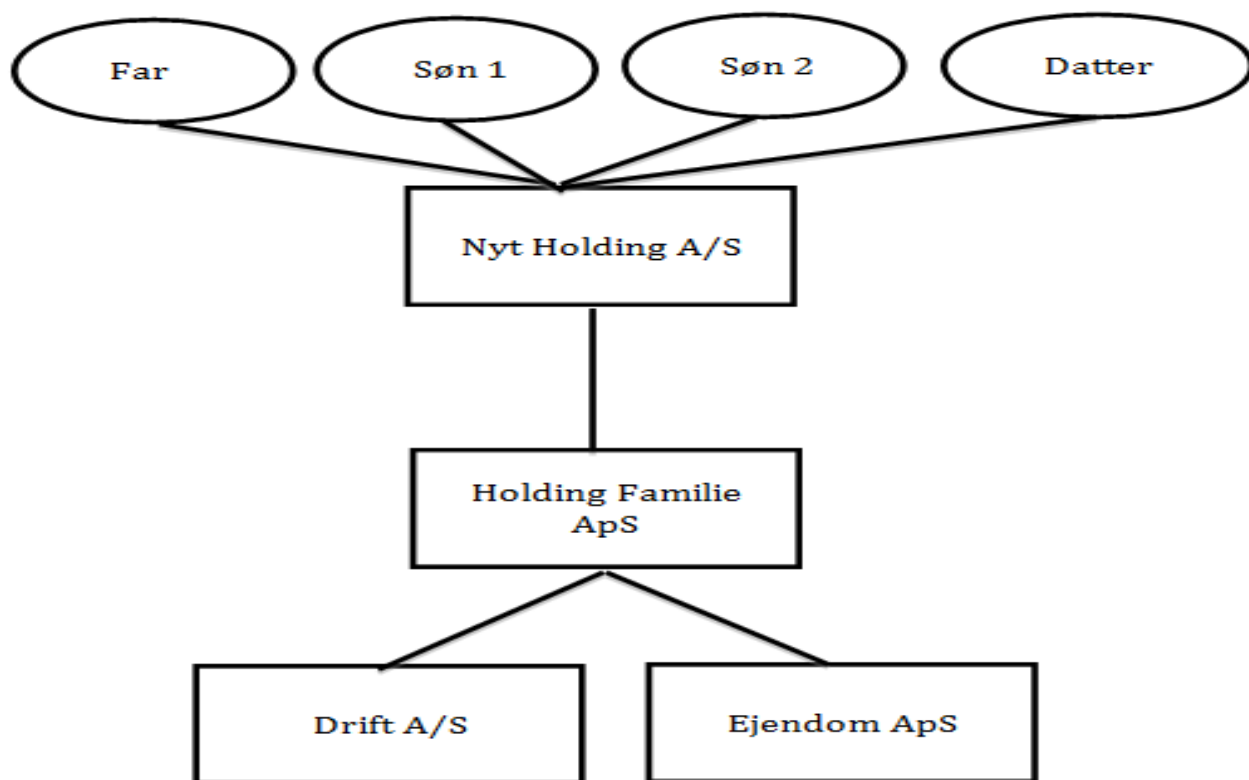 Far
Søn 1
Søn 2
Datter
Nyt Holding A/S
Holding Familie
ApS
Drift A/S
Ejendom ApS